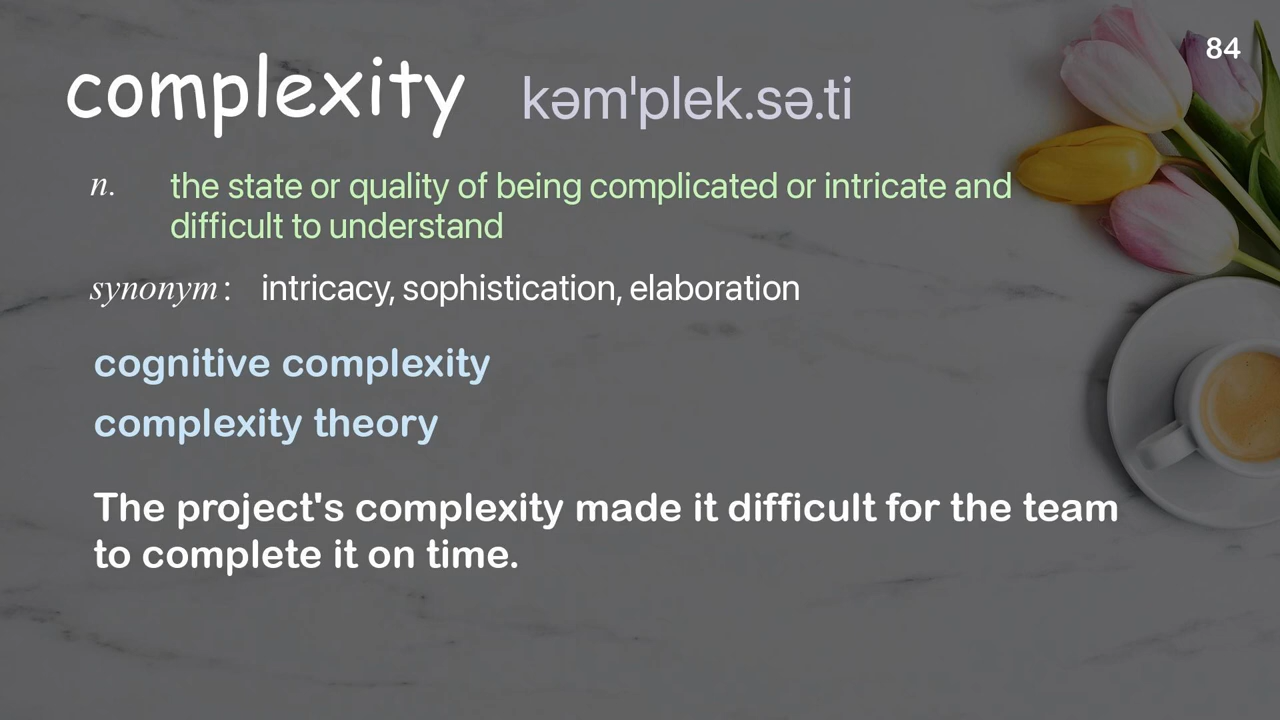 84
complexity kəm'plek.sə.ti
n. the state or quality of being complicated or intricate and
difficult to understand
synonym: intricacy, sophistication, elaboration
cognitive complexity
complexity theory
The project's complexity made it difficult for the team
to complete it on time.